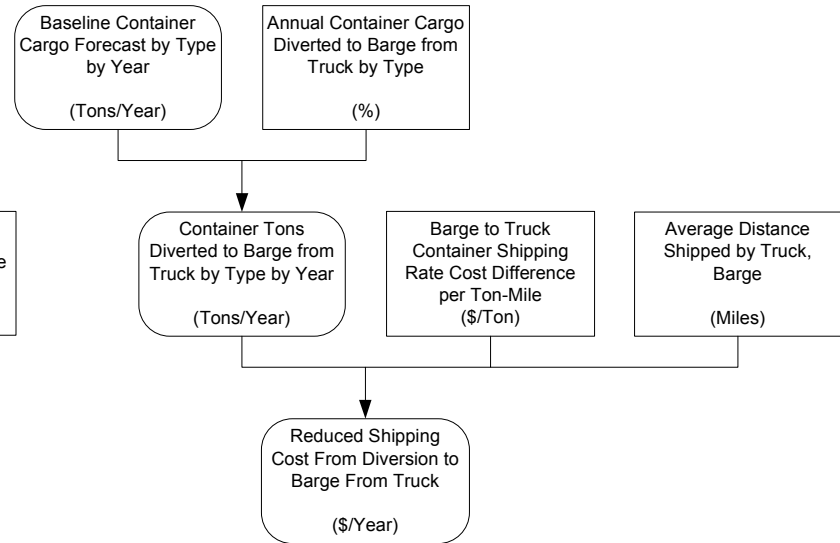 Baseline Container
Cargo Forecast by Type
by Year
(Tons/Year)
Annual Container Cargo
Diverted to Barge from
Truck by Type
(%)
Container Tons
Diverted to Barge from
Truck by Type by Year
(Tons/Year)
Barge to Truck
Container Shipping
Rate Cost Difference
per Ton-Mile
($/Ton)
Average Distance
Shipped by Truck,
Barge
(Miles)
Reduced Shipping
Cost From Diversion to
Barge From Truck
($/Year)